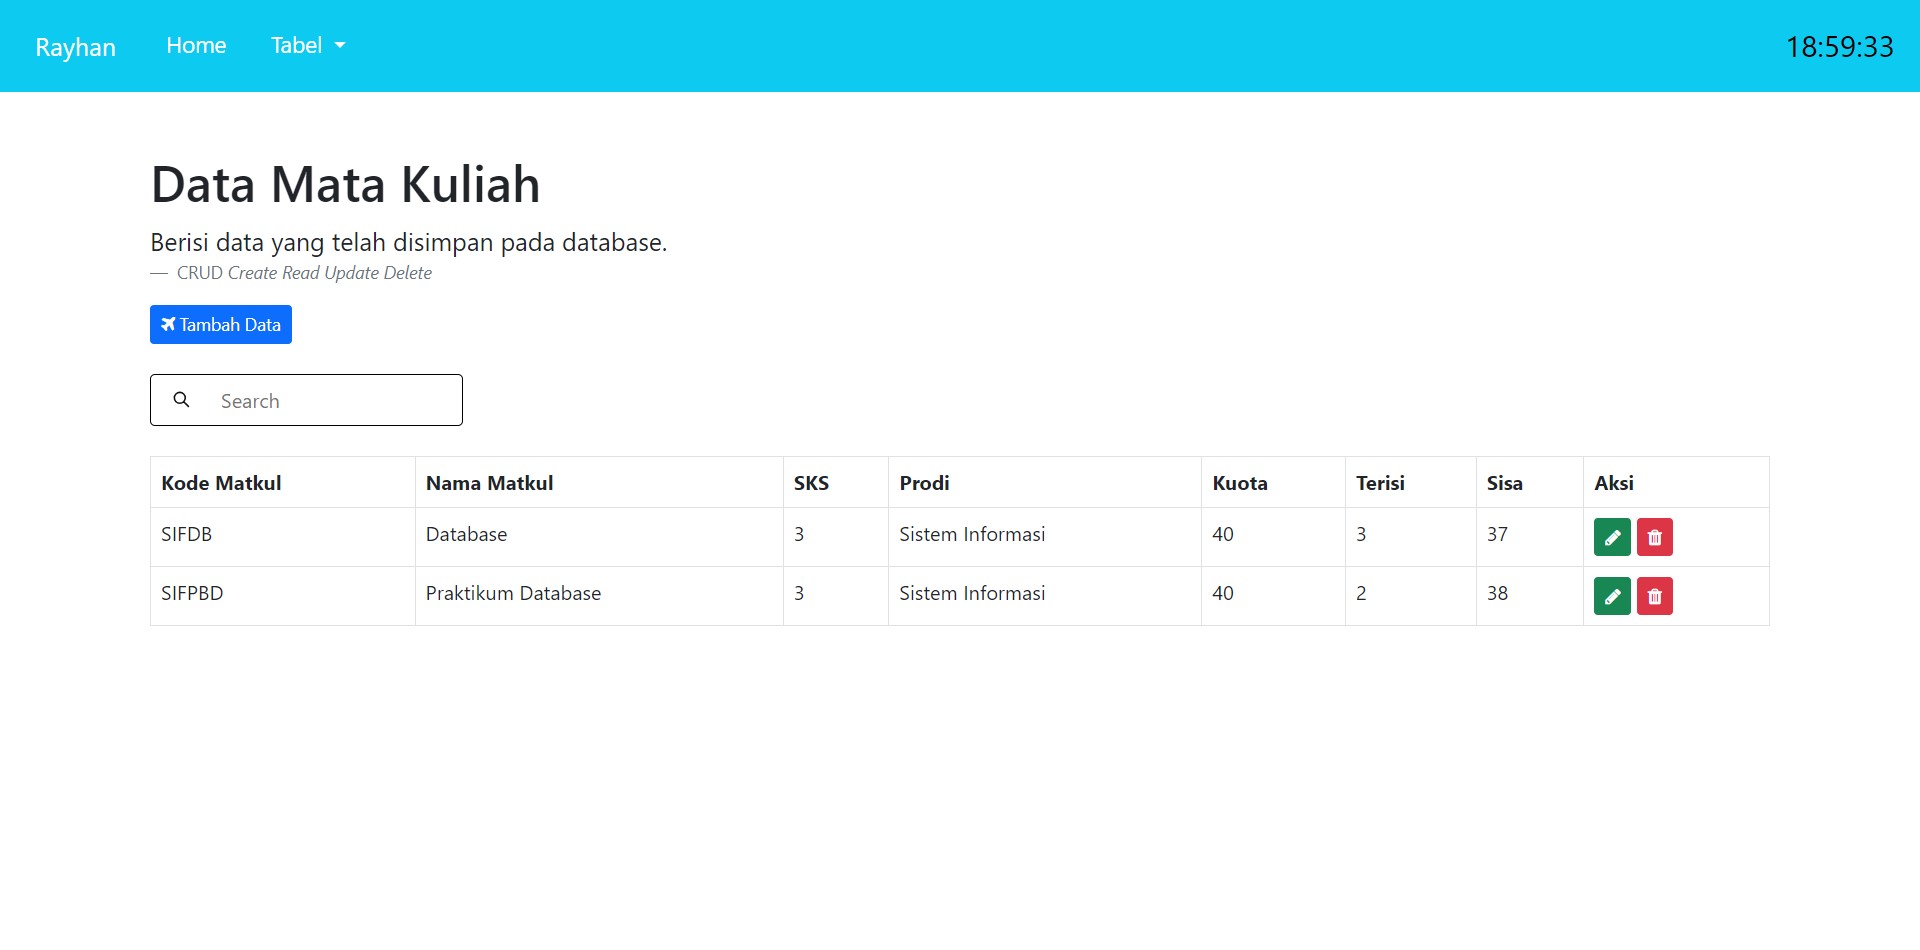 Rayhan Home Tabel 18:59:33
Data Mata Kuliah
Berisi data yang telah disimpan pada database.
— CRUD Create Read Update Delete
Tambah Data
Search
Kode Matkul Nama Matkul SKS Prodi Kuota Terisi Sisa Aksi
SIFDB Database 3 Sistem Informasi 40 3 37
SIFPBD Praktikum Database 3 Sistem Informasi 40 2 38